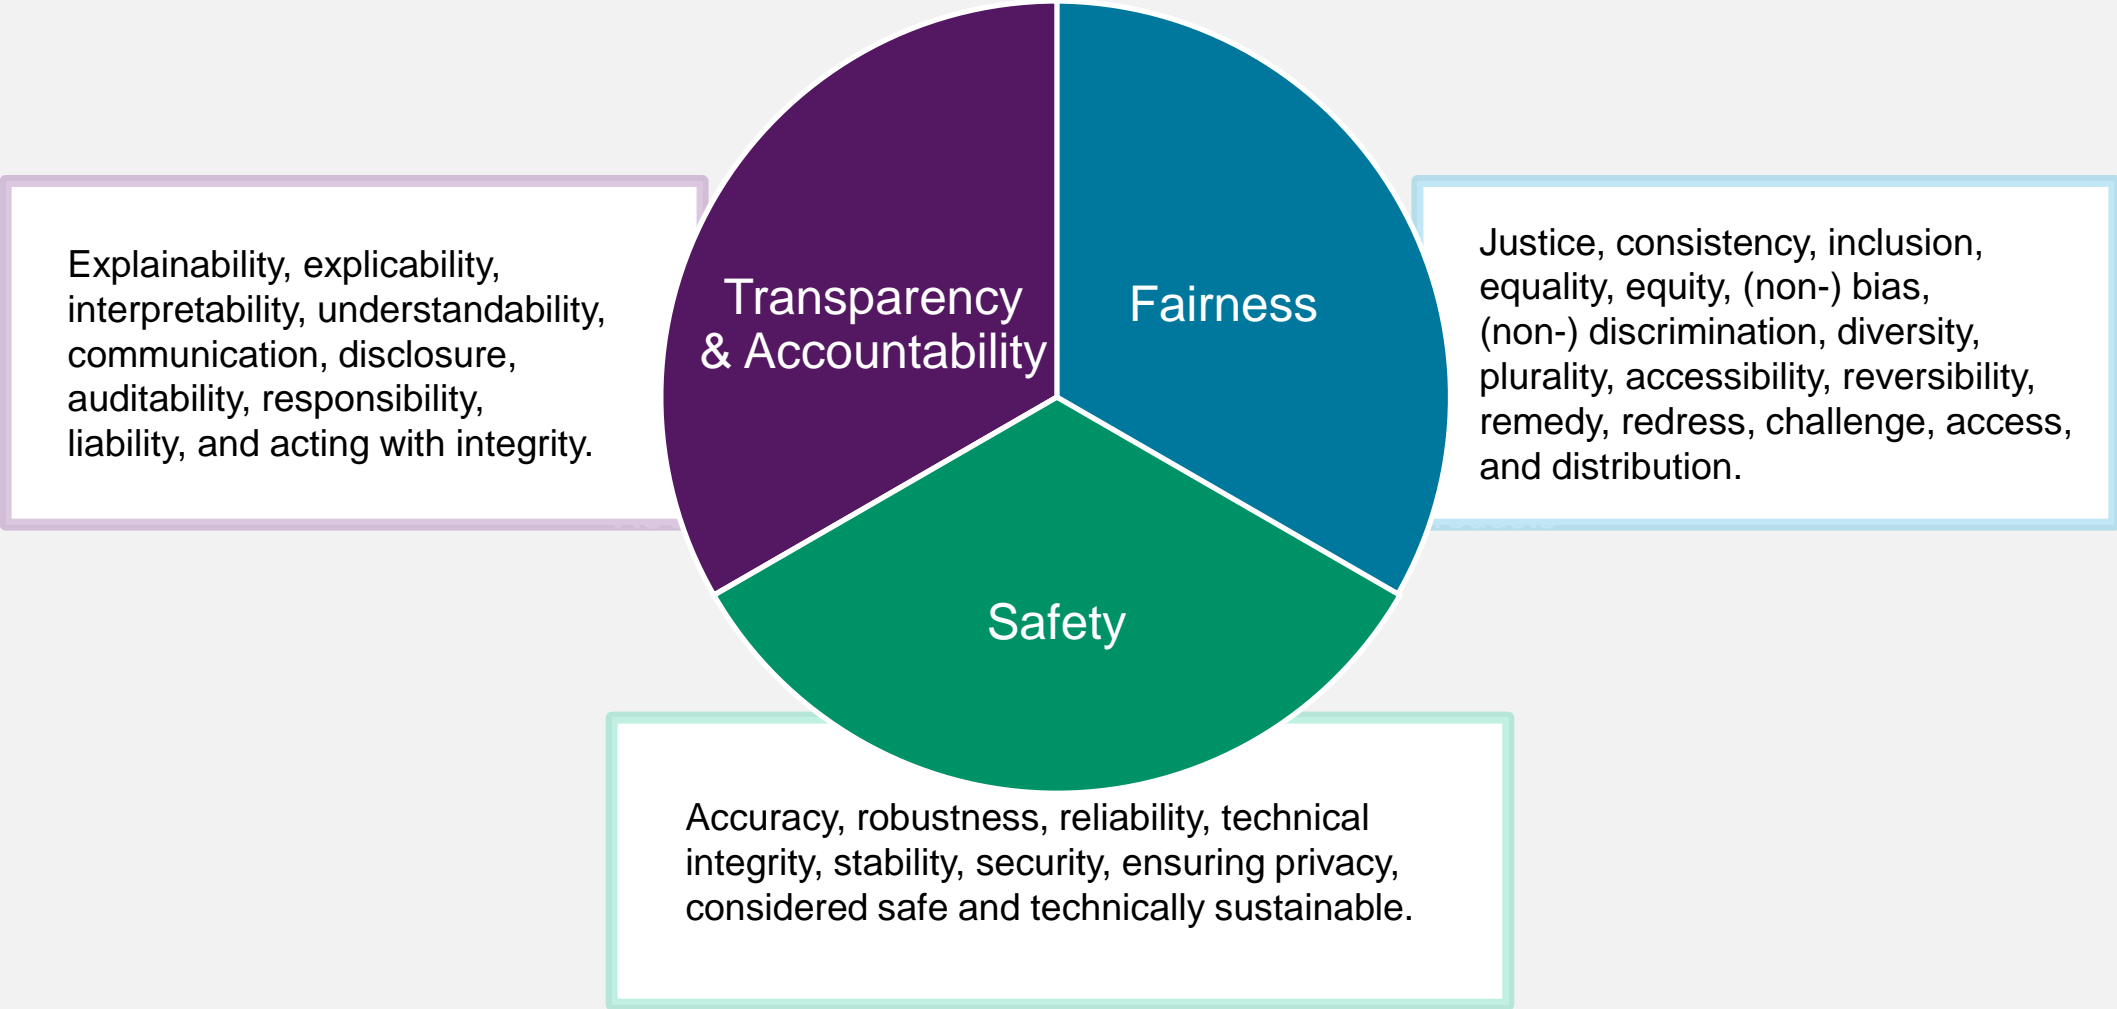 Explainability, explicability,
interpretability, understandability,
communication, disclosure,
auditability, responsibility,
liability, and acting with integrity.
Transparency
& Accountability
Fairness
Justice, consistency, inclusion,
equality, equity, (non-) bias,
(non-) discrimination, diversity,
plurality, accessibility, reversibility,
remedy, redress, challenge, access,
and distribution.
Safety
Accuracy, robustness, reliability, technical
integrity, stability, security, ensuring privacy,
considered safe and technically sustainable.